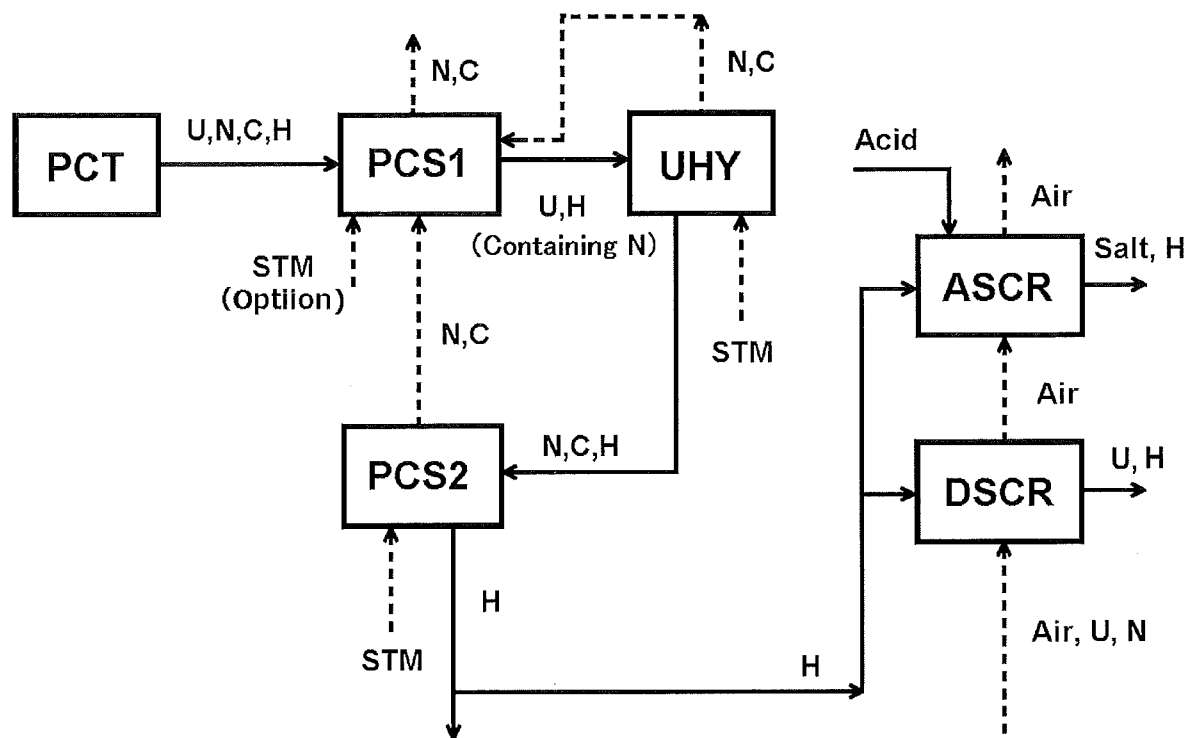 N,C
N,C
PCT
U,N,C,H
PCS1
UHY
Acid
Air
U,H
(Containing N)
STM
(Optiion)
ASCR
Salt, H
N,C
STM
Air
PCS2
N,C,H
DSCR
U, H
H
STM
H
Air, U, N